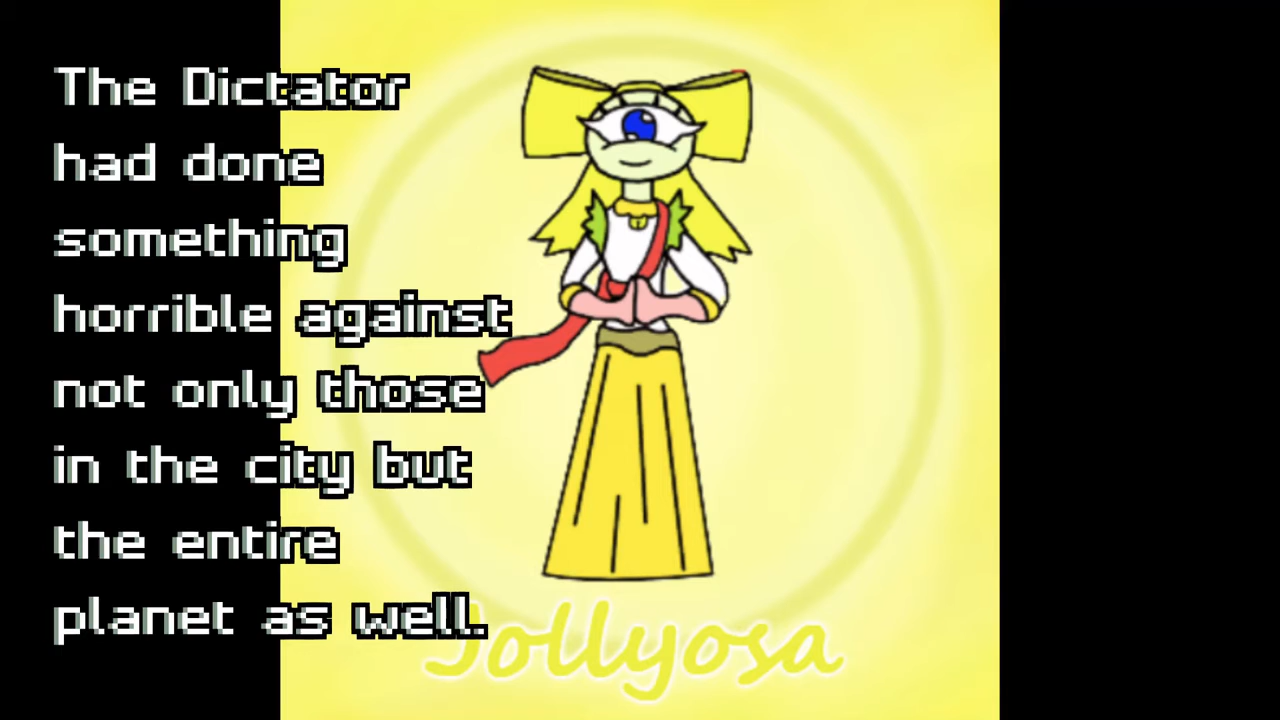 The Dictator
had done
something
horrible against
not only those
in the city but
the entire
planet as well.
Jollyosa